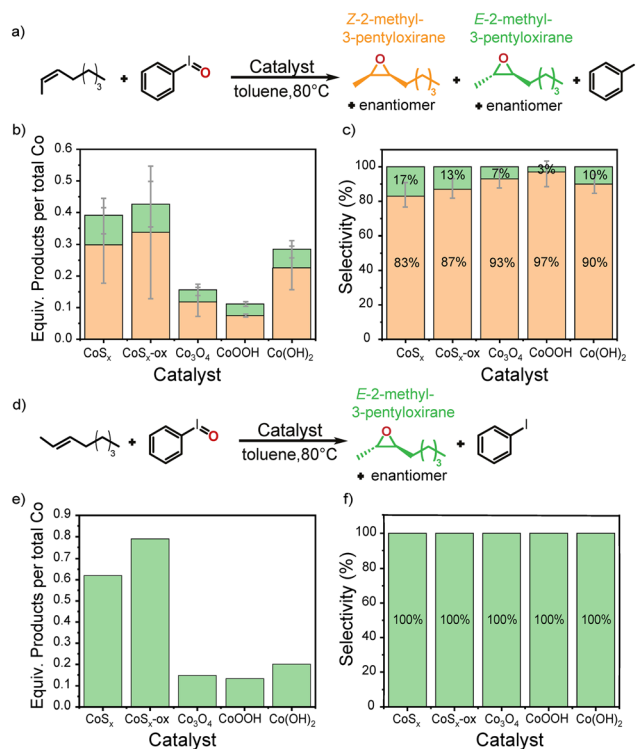 a)
Z-2-methyl-
3-pentyloxirane
E-2-methyl-
3-pentyloxirane
( )3 + I=O Catalyst
toluene,80°C
O ( )3 + O ( )3 + I
+ enantiomer + enantiomer
b)
Equiv. Products per total Co
0.6
0.5
0.4
0.3
0.2
0.1
0.0
CoSx CoSx-ox Co3O4 CoOOH Co(OH)2
Catalyst
c)
Selectivity (%)
100
80
60
40
20
0
17% 13% 7% 3% 10%
83% 87% 93% 97% 90%
CoSx CoSx-ox Co3O4 CoOOH Co(OH)2
Catalyst
d)
E-2-methyl-
3-pentyloxirane
( )3 + I=O Catalyst
toluene,80°C
O ( )3 + I
+ enantiomer
e)
Equiv. Products per total Co
0.9
0.8
0.7
0.6
0.5
0.4
0.3
0.2
0.1
0.0
CoSx CoSx-ox Co3O4 CoOOH Co(OH)2
Catalyst
f)
Selectivity (%)
100
80
60
40
20
0
100% 100% 100% 100% 100%
CoSx CoSx-ox Co3O4 CoOOH Co(OH)2
Catalyst